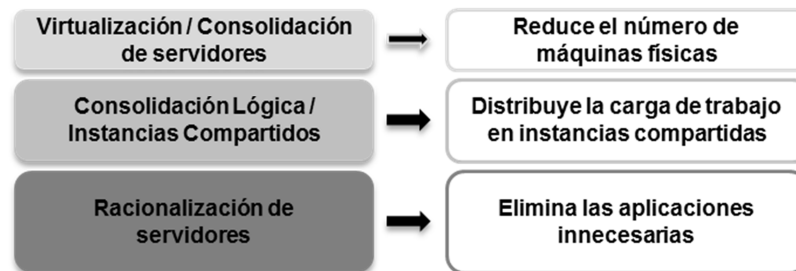 Virtualización / Consolidación
de servidores
Reduce el número de
máquinas físicas
Consolidación Lógica /
Instancias Compartidos
Distribuye la carga de trabajo
en instancias compartidas
Racionalización de
servidores
Elimina las aplicaciones
innecesarias